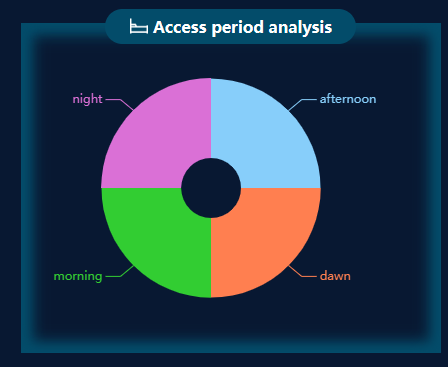 Access period analysis
night
afternoon
morning
dawn